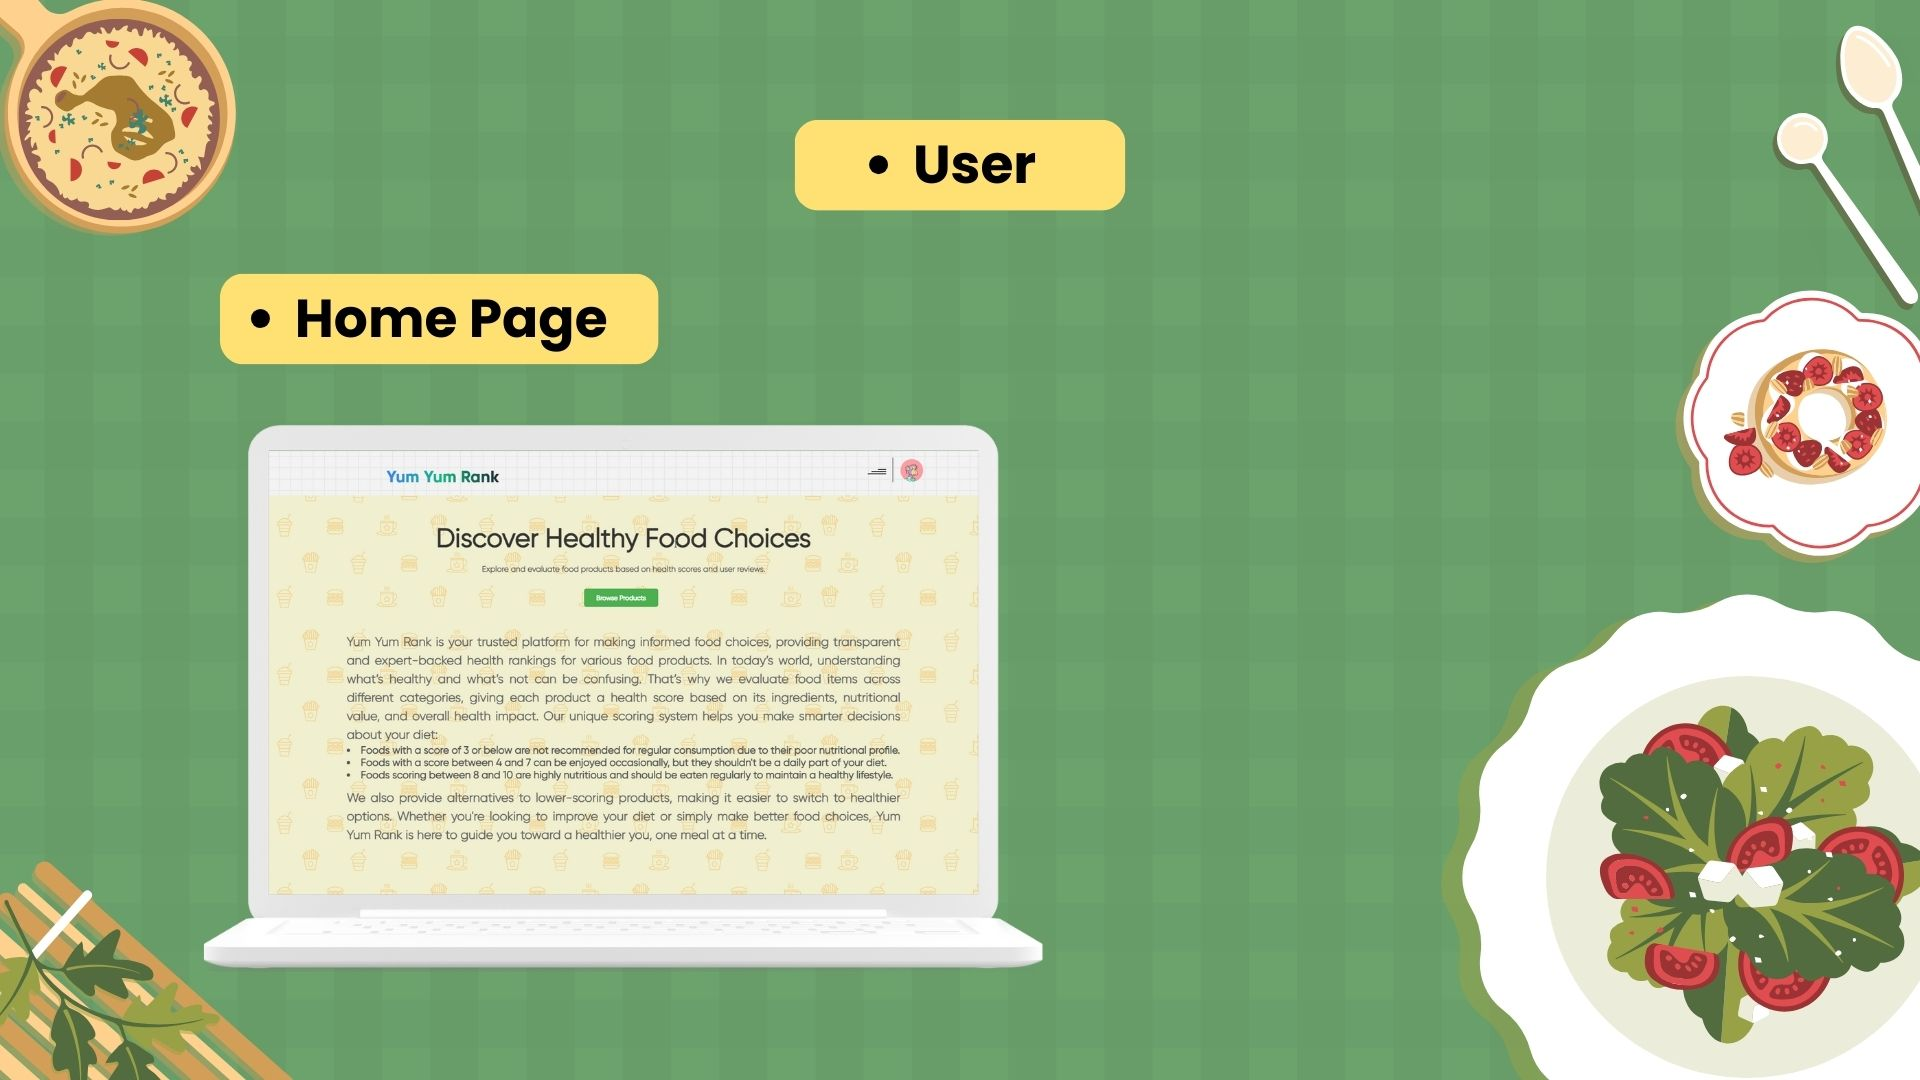 • User
• Home Page
Yum Yum Rank
Discover Healthy Food Choices
Explore and evaluate food products based on health scores and user reviews.
Browse Products
Yum Yum Rank is your trusted platform for making informed food choices, providing transparent
and expert-backed health rankings for various food products. In today's world, understanding
what's healthy and what's not can be confusing. That's why we evaluate food items across
different categories, giving each product a health score based on its ingredients, nutritional
value, and overall health impact. Our unique scoring system helps you make smarter decisions
about your diet:
• Foods with a score of 3 or below are not recommended for regular consumption due to their poor nutritional profile.
• Foods with a score between 4 and 7 can be enjoyed occasionally, but they shouldn't be a daily part of your diet.
• Foods scoring between 8 and 10 are highly nutritious and should be eaten regularly to maintain a healthy lifestyle.
We also provide alternatives to lower-scoring products, making it easier to switch to healthier
options. Whether you're looking to improve your diet or simply make better food choices, Yum
Yum Rank is here to guide you toward a healthier you, one meal at a time.